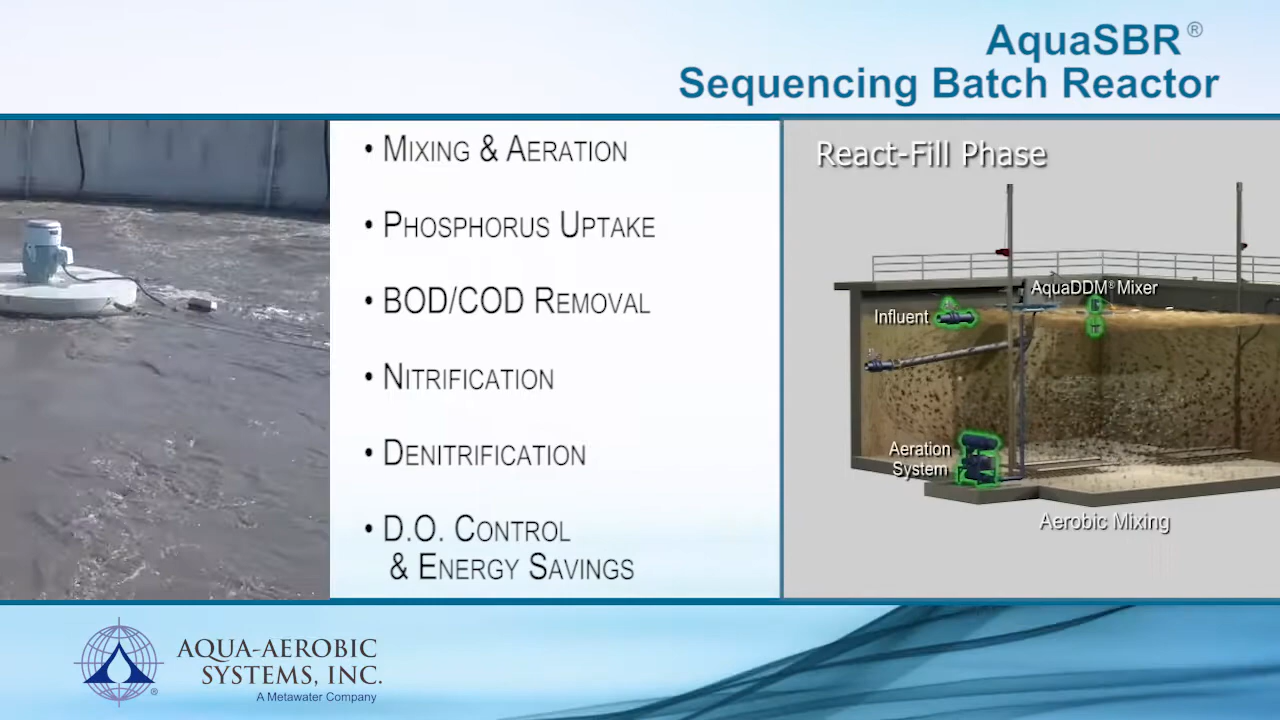 AquaSBR®
Sequencing Batch Reactor
• Mixing & Aeration
• Phosphorus Uptake
• BOD/COD Removal
• Nitrification
• Denitrification
• D.O. Control
& Energy Savings
React-Fill Phase
AquaDDM® Mixer
Influent
Aeration
System
Aerobic Mixing
AQUA-AEROBIC
SYSTEMS, INC.
A Metawater Company
®